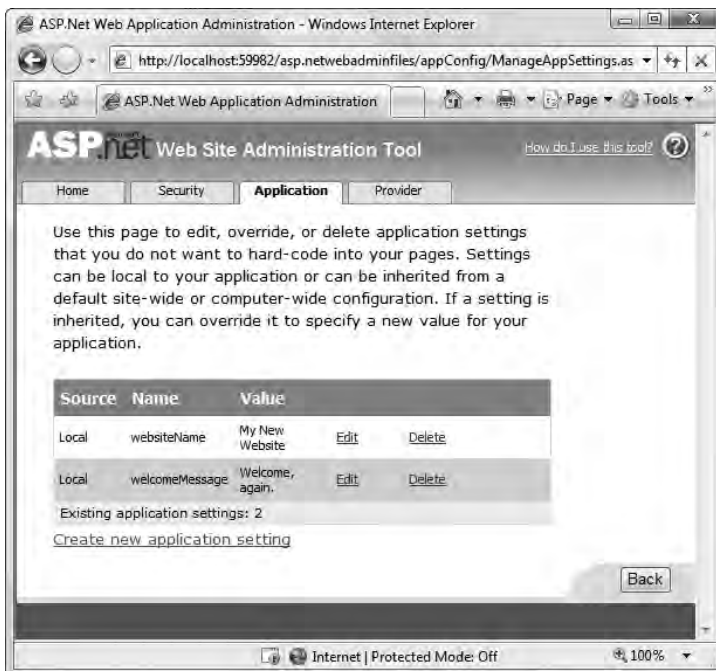 ASP.Net Web Application Administration - Windows Internet Explorer
http://localhost:59982/asp.netwebadminfiles/appConfig/ManageAppSettings.as
ASP.Net Web Application Administration
Page
Tools
ASP.net Web Site Administration Tool
How do I use this tool?
Home
Security
Application
Provider
Use this page to edit, override, or delete application settings
that you do not want to hard-code into your pages. Settings
can be local to your application or can be inherited from a
default site-wide or computer-wide configuration. If a setting is
inherited, you can override it to specify a new value for your
application.
Source Name Value
Local websiteName My New Website Edit Delete
Local welcomeMessage Welcome, again. Edit Delete
Existing application settings: 2
Create new application setting
Back
Internet | Protected Mode: Off
100%